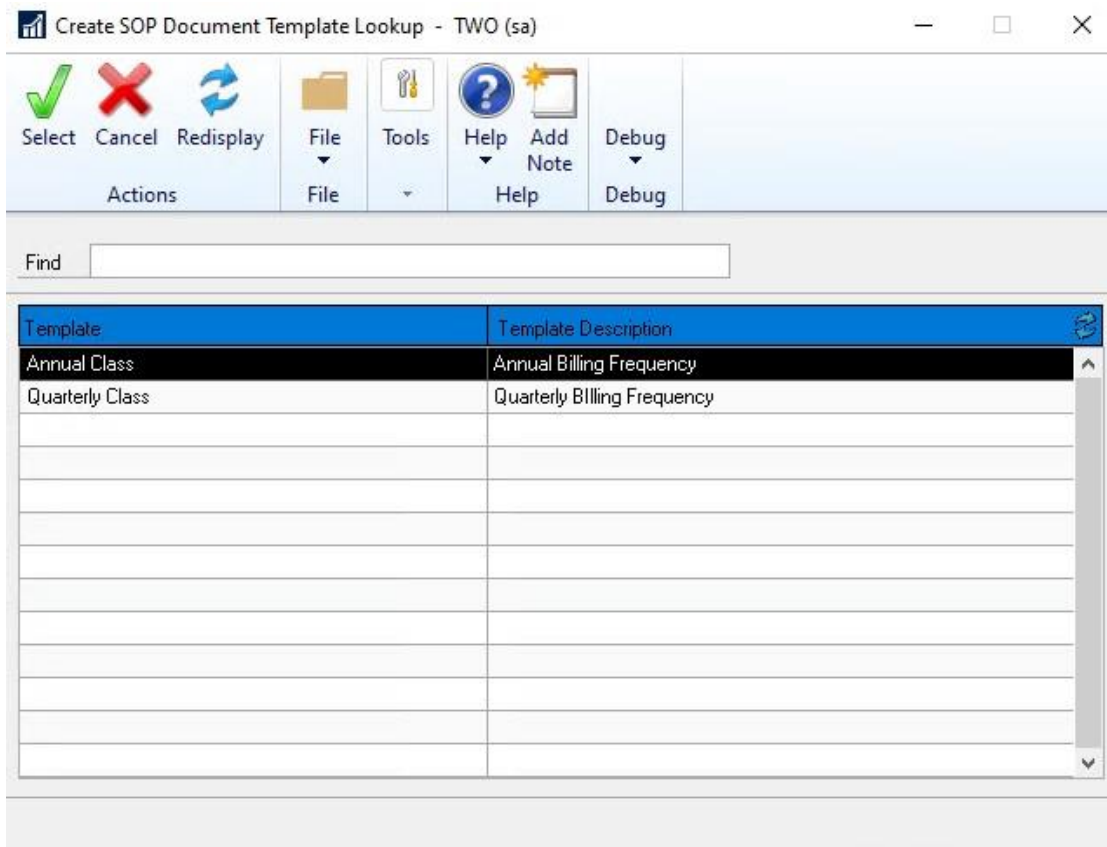 Create SOP Document Template Lookup - TWO (sa)
Select Cancel Redisplay File Tools Help Add Note Debug
Actions File Help Debug
Find
Template Template Description
Annual Class Annual Billing Frequency
Quarterly Class Quarterly BIlling Frequency